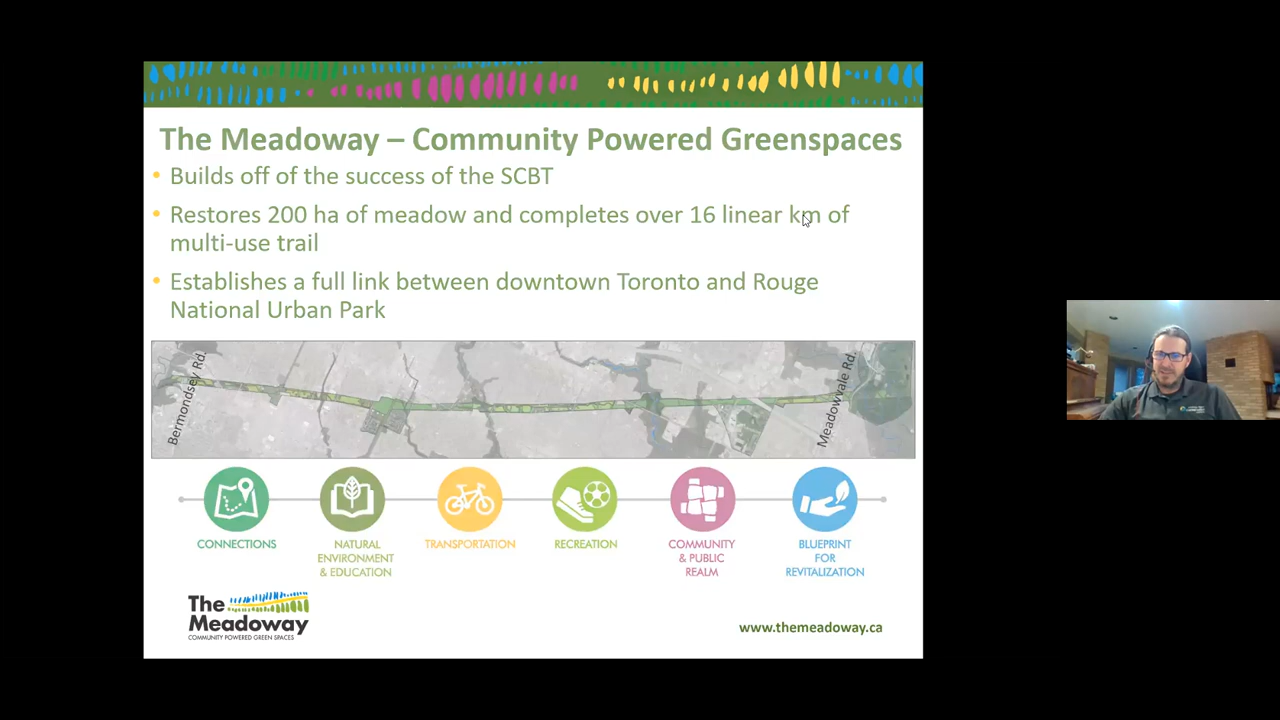 The Meadoway – Community Powered Greenspaces
• Builds off of the success of the SCBT
• Restores 200 ha of meadow and completes over 16 linear km of
multi-use trail
• Establishes a full link between downtown Toronto and Rouge
National Urban Park
Bermondsey Rd.
Meadowvale Rd.
CONNECTIONS
NATURAL
ENVIRONMENT
& EDUCATION
TRANSPORTATION
RECREATION
COMMUNITY
& PUBLIC
REALM
BLUEPRINT
FOR
REVITALIZATION
The
Meadoway
COMMUNITY POWERED GREEN SPACES
www.themeadoway.ca